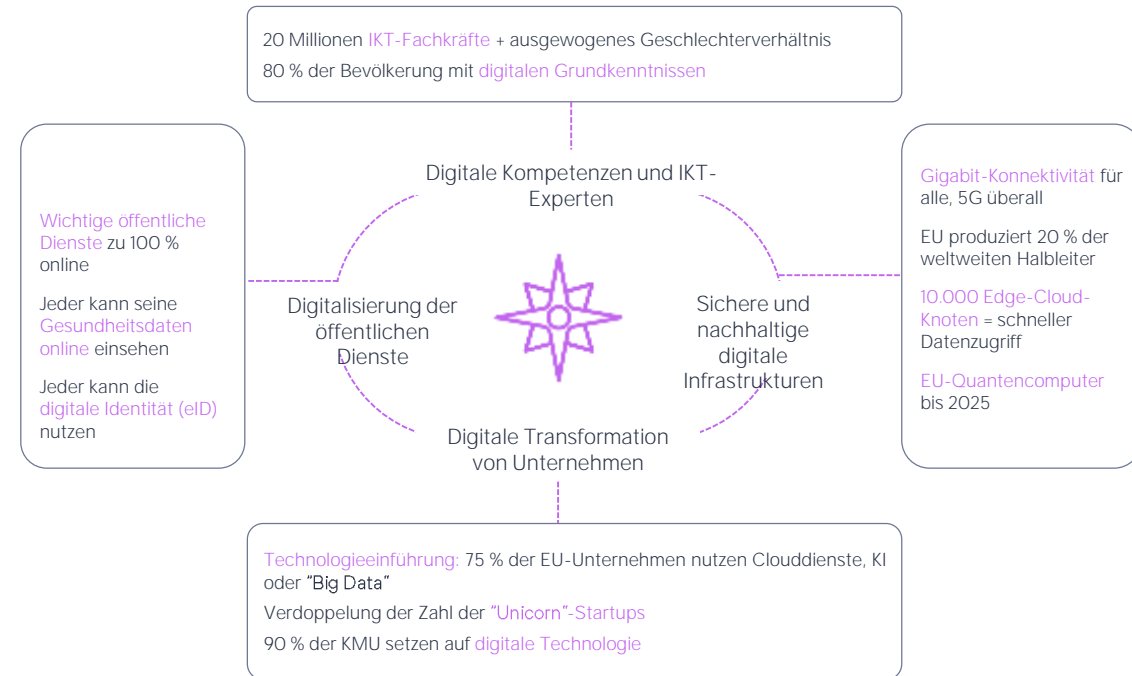 20 Millionen IKT-Fachkräfte + ausgewogenes Geschlechterverhältnis
80 % der Bevölkerung mit digitalen Grundkenntnissen
Digitale Kompetenzen und IKT-
Experten
Wichtige öffentliche
Dienste zu 100 %
online
Jeder kann seine
Gesundheitsdaten
online einsehen
Jeder kann die
digitale Identität (eID)
nutzen
Digitalisierung der
öffentlichen
Dienste
Sichere und
nachhaltige
digitale
Infrastrukturen
Gigabit-Konnektivität für
alle, 5G überall
EU produziert 20 % der
weltweiten Halbleiter
10.000 Edge-Cloud-
Knoten = schneller
Datenzugriff
EU-Quantencomputer
bis 2025
Digitale Transformation
von Unternehmen
Technologieeinführung: 75 % der EU-Unternehmen nutzen Clouddienste, KI
oder "Big Data"
Verdoppelung der Zahl der "Unicorn"-Startups
90 % der KMU setzen auf digitale Technologie